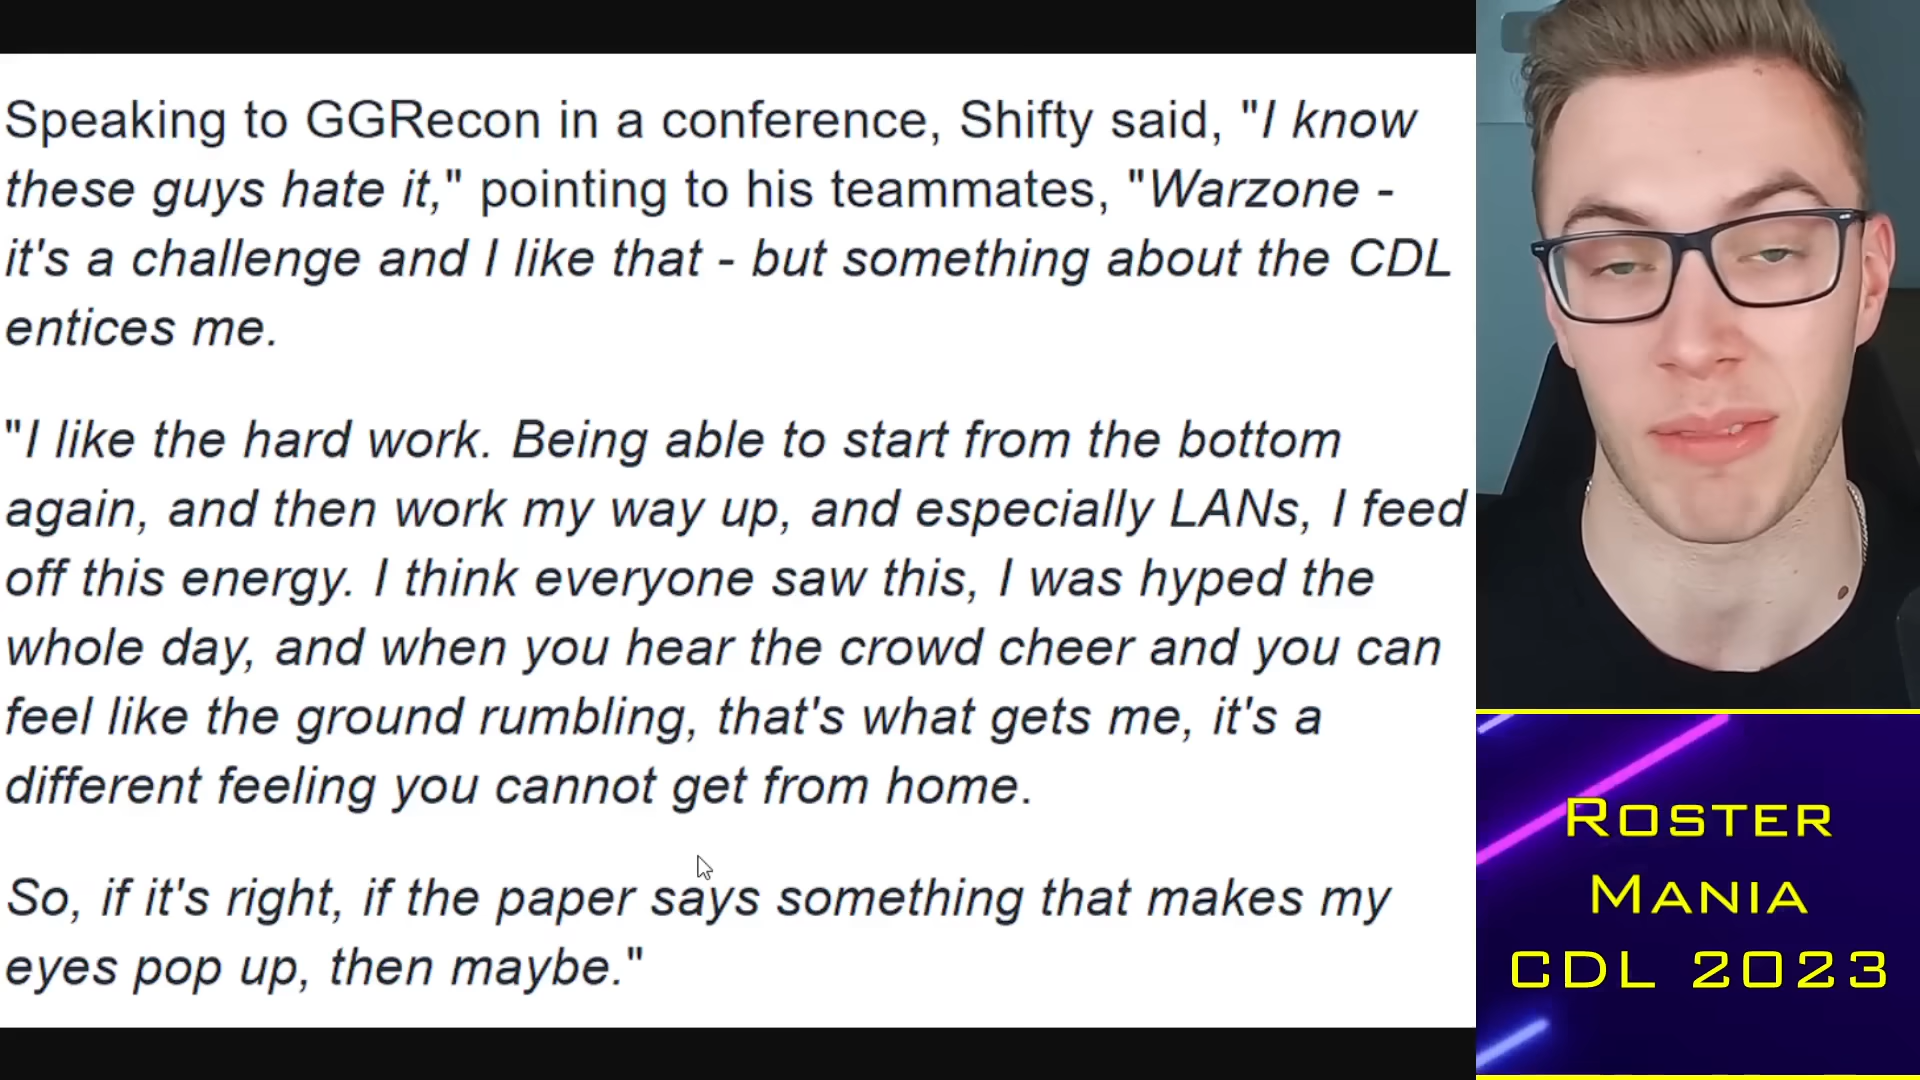 Speaking to GGRecon in a conference, Shifty said, "I know
these guys hate it," pointing to his teammates, "Warzone -
it's a challenge and I like that - but something about the CDL
entices me.
"I like the hard work. Being able to start from the bottom
again, and then work my way up, and especially LANs, I feed
off this energy. I think everyone saw this, I was hyped the
whole day, and when you hear the crowd cheer and you can
feel like the ground rumbling, that's what gets me, it's a
different feeling you cannot get from home.
So, if it's right, if the paper says something that makes my
eyes pop up, then maybe."
Roster
Mania
CDL 2023